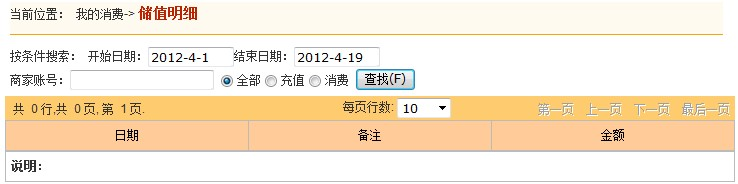 当前位置： 我的消费-> 储值明细
按条件搜索： 开始日期：2012-4-1 结束日期：2012-4-19
商家账号： 全部 充值 消费 查找(F)
共 0行,共 0页,第 1页. 每页行数: 10 第一页 上一页 下一页 最后一页
日期 备注 金额
说明：